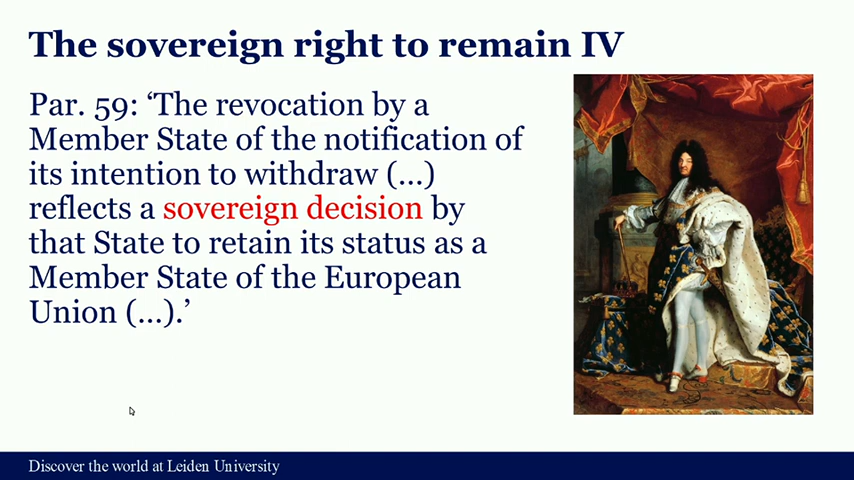 The sovereign right to remain IV
Par. 59: ‘The revocation by a
Member State of the notification of
its intention to withdraw (...)
reflects a sovereign decision by
that State to retain its status as a
Member State of the European
Union (...).’
Discover the world at Leiden University